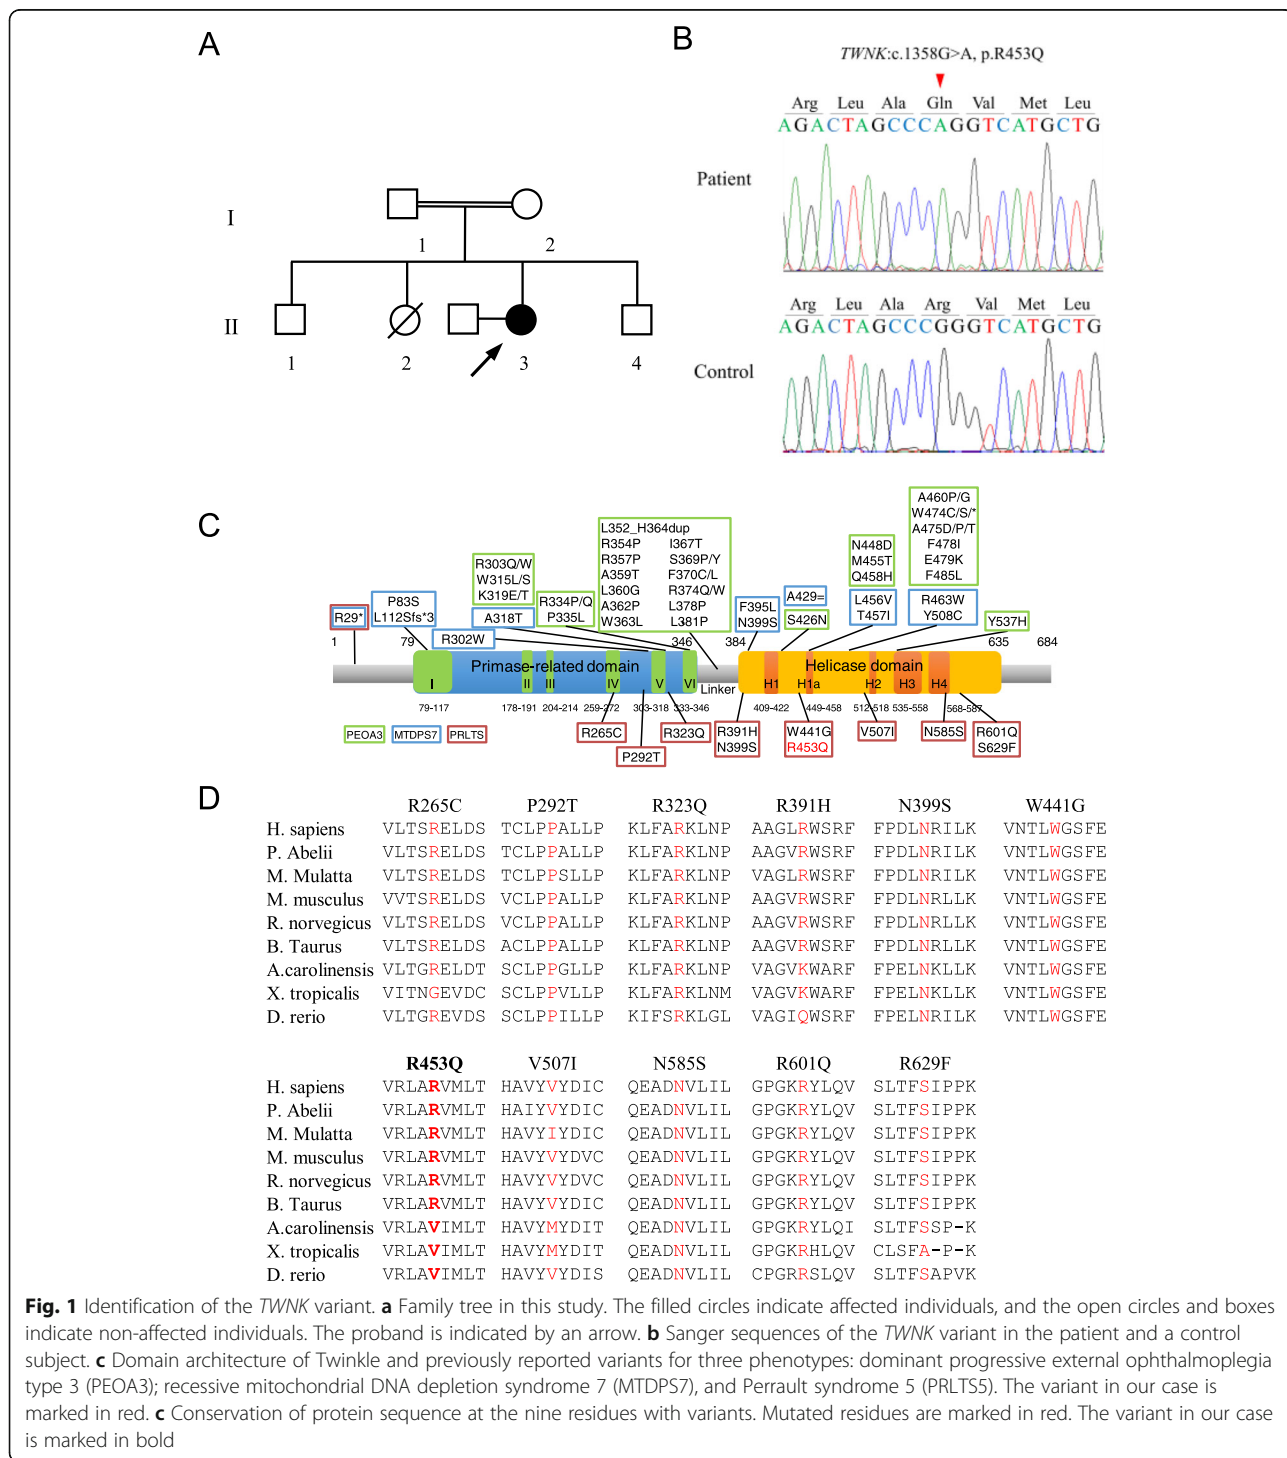 A
I
1
2
II
1
2
3
4
B
TWNK:c.1358G>A, p.R453Q
Arg Leu Ala Gln Val Met Leu
AGACTAGCCCAGGTCATGCTG
Patient
Arg Leu Ala Arg Val Met Leu
AGACTAGCCCGGGTCATGCTG
Control
C
R29*
P83S
L112Sfs*3
R303Q/W
W315L/S
K319E/T
A318T
R302W
R334P/Q
P335L
L352_H364dup
R354P I367T
R357P S369P/Y
A359T F370C/L
L360G R374Q/W
A362P L378P
W363L L381P
F395L
N399S
A429=
S426N
N448D
M455T
Q458H
L456V
T457I
A460P/G
W474C/S/*
A475D/P/T
F478I
E479K
F485L
R463W
Y508C
Y537H
1 79 346 384 635 684
Primase-related domain
Helicase domain
I II III IV V VI
Linker
H1 H1a H2 H3 H4
79-117 178-191 204-214 259-272 303-318 333-346 409-422 449-458 512-518 535-558 568-587
PEOA3 MTDPS7 PRLTS
R265C
P292T
R323Q
R391H
N399S
W441G
R453Q
V507I
N585S
R601Q
S629F
D
R265C P292T R323Q R391H N399S W441G
H. sapiens VLTSRELDS TCLPPALLP KLFARKLNP AAGLRWSRF FPDLNRILK VNTLWGSFE
P. Abelii VLTSRELDS TCLPPALLP KLFARKLNP AAGVRWSRF FPDLNRILK VNTLWGSFE
M. Mulatta VLTSRELDS TCLPPSLLP KLFARKLNP VAGLRWSRF FPDLNRILK VNTLWGSFE
M. musculus VVTSRELDS VCLPPALLP KLFARKLNP AAGVRWSRF FPDLNRLLK VNTLWGSFE
R. norvegicus VLTSRELDS VCLPPALLP KLFARKLNP AAGVRWSRF FPDLNRILK VNTLWGSFE
B. Taurus VLTSRELDS ACLPPALLP KLFARKLNP AAGVRWSRF FPDLNRILK VNTLWGSFE
A.carolinensis VLTGRELDT SCLPPGLLP KLFARKLNP VAGVKWARF FPELNKLLK VNTLWGSFE
X. tropicalis VITNGEVDC SCLPPVLLP KLFARKLNM VAGVKWARF FPELNKLLK VNTLWGSFE
D. rerio VLTGREVDS SCLPPILLP KIFSRKLGL VAGIQWSRF FPELNRILK VNTLWGSFE
R453Q V507I N585S R601Q R629F
H. sapiens VRLARVMLT HAVYVYDIC QEADNVLIL GPGKRYLQV SLTFSIPPK
P. Abelii VRLARVMLT HAIYVYDIC QEADNVLIL GPGKRYLQV SLTFSIPPK
M. Mulatta VRLARVMLT HAVYIYDIC QEADNVLIL GPGKRYLQV SLTFSIPPK
M. musculus VRLARVMLT HAVYVYDVC QEADNVLIL GPGKRYLQV SLTFSIPPK
R. norvegicus VRLARVMLT HAVYVYDVC QEADNVLIL GPGKRYLQV SLTFSIPPK
B. Taurus VRLARVMLT HAVYVYDIC QEADNVLIL GPGKRYLQV SLTFSIPPK
A.carolinensis VRLAVIMLT HAVYMYDIT QEADNVLIL GPGKRYLQI SLTFSSP-K
X. tropicalis VRLAVIMLT HAVYMYDIT QEADNVLIL GPGKRHLQV CLSFA-P-K
D. rerio VRLAVIMLT HAVYVYDIS QEADNVLIL CPGRRSLQV SLTFSAPVK
Fig. 1 Identification of the TWNK variant. a Family tree in this study. The filled circles indicate affected individuals, and the open circles and boxes
indicate non-affected individuals. The proband is indicated by an arrow. b Sanger sequences of the TWNK variant in the patient and a control
subject. c Domain architecture of Twinkle and previously reported variants for three phenotypes: dominant progressive external ophthalmoplegia
type 3 (PEOA3); recessive mitochondrial DNA depletion syndrome 7 (MTDPS7), and Perrault syndrome 5 (PRLTS5). The variant in our case is
marked in red. c Conservation of protein sequence at the nine residues with variants. Mutated residues are marked in red. The variant in our case
is marked in bold